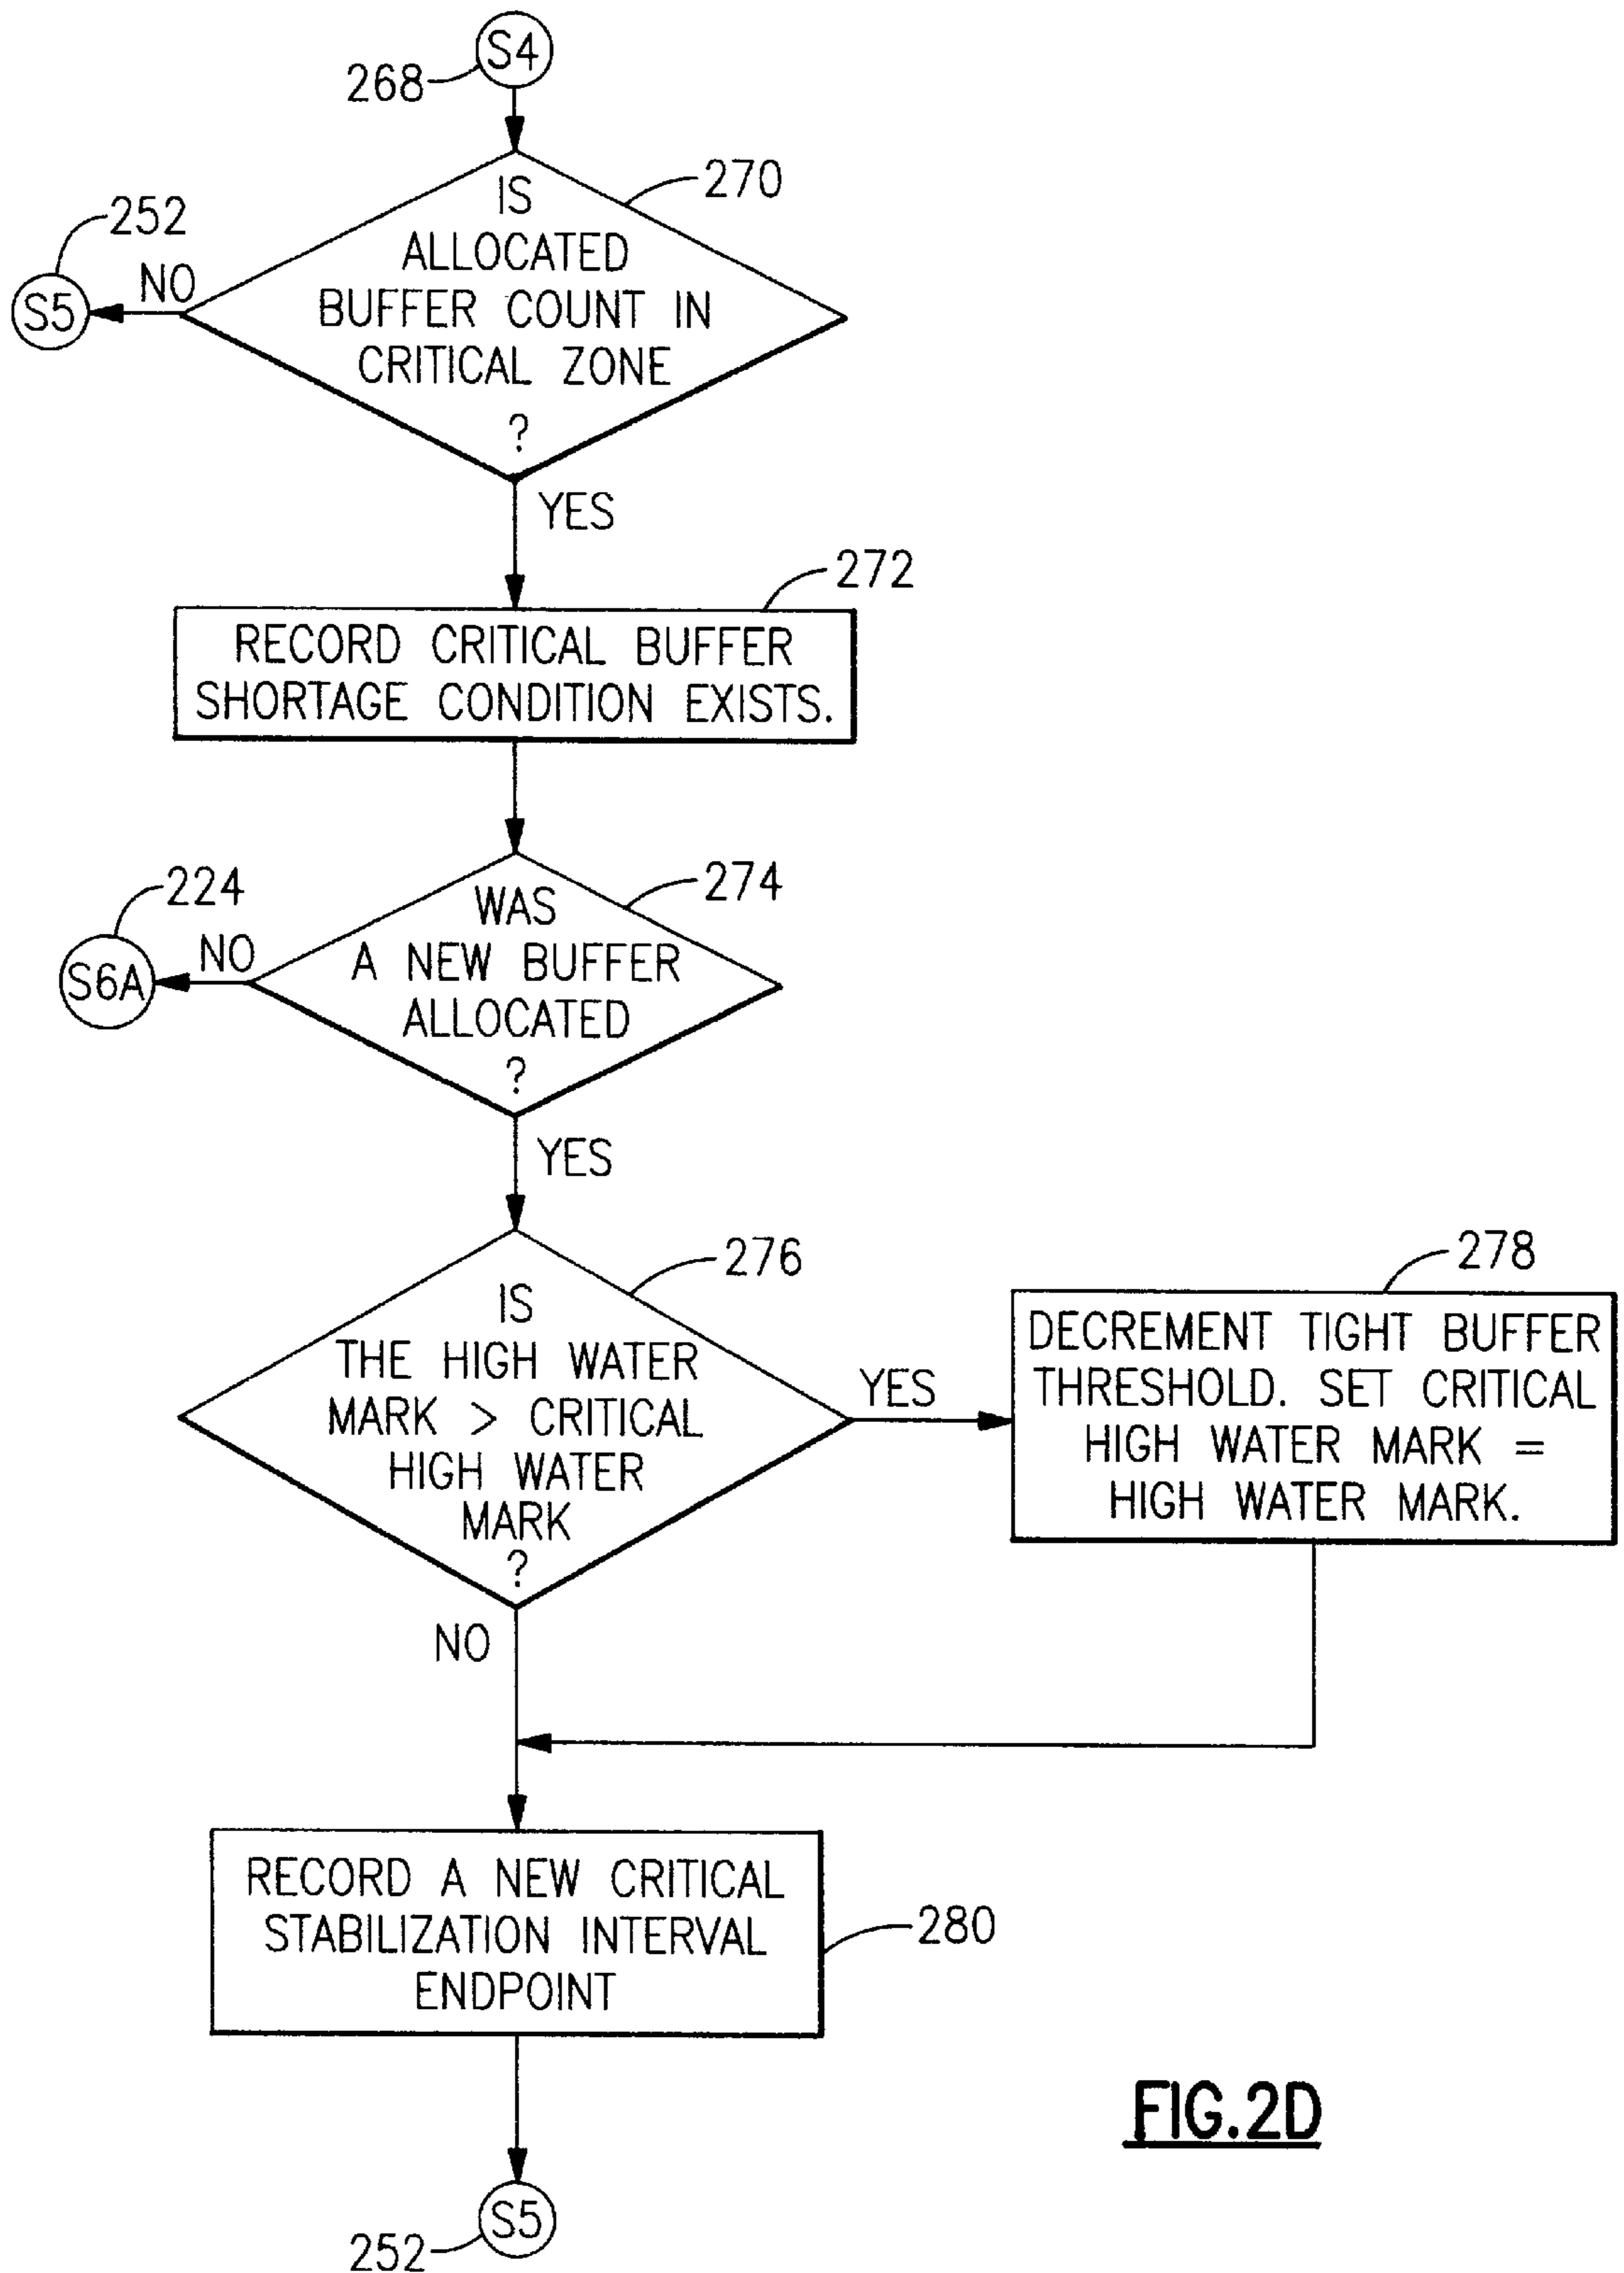 S4
268
270
IS
ALLOCATED
BUFFER COUNT IN
CRITICAL ZONE
?
252
NO
S5
YES
272
RECORD CRITICAL BUFFER
SHORTAGE CONDITION EXISTS.
274
WAS
A NEW BUFFER
ALLOCATED
?
224
NO
S6A
YES
276
IS
THE HIGH WATER
MARK > CRITICAL
HIGH WATER
MARK
?
YES
278
DECREMENT TIGHT BUFFER
THRESHOLD. SET CRITICAL
HIGH WATER MARK =
HIGH WATER MARK.
NO
RECORD A NEW CRITICAL
STABILIZATION INTERVAL
ENDPOINT
280
S5
252
FIG.2D